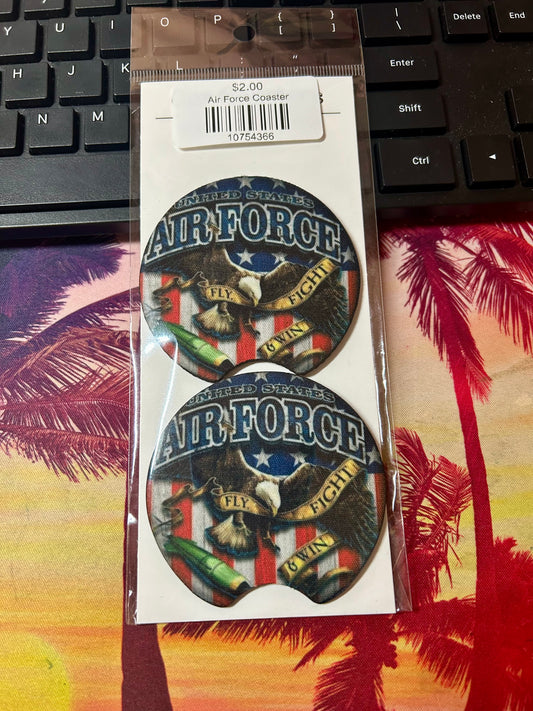 O P { }
[ ]
| \
Delete
End
L : "
Enter
Shift
N M
Ctrl
$2.00
Air Force Coaster
10754366
UNITED STATES
AIR FORCE
FLY,
FIGHT
& WIN
UNITED STATES
AIR FORCE
FLY,
FIGHT
& WIN